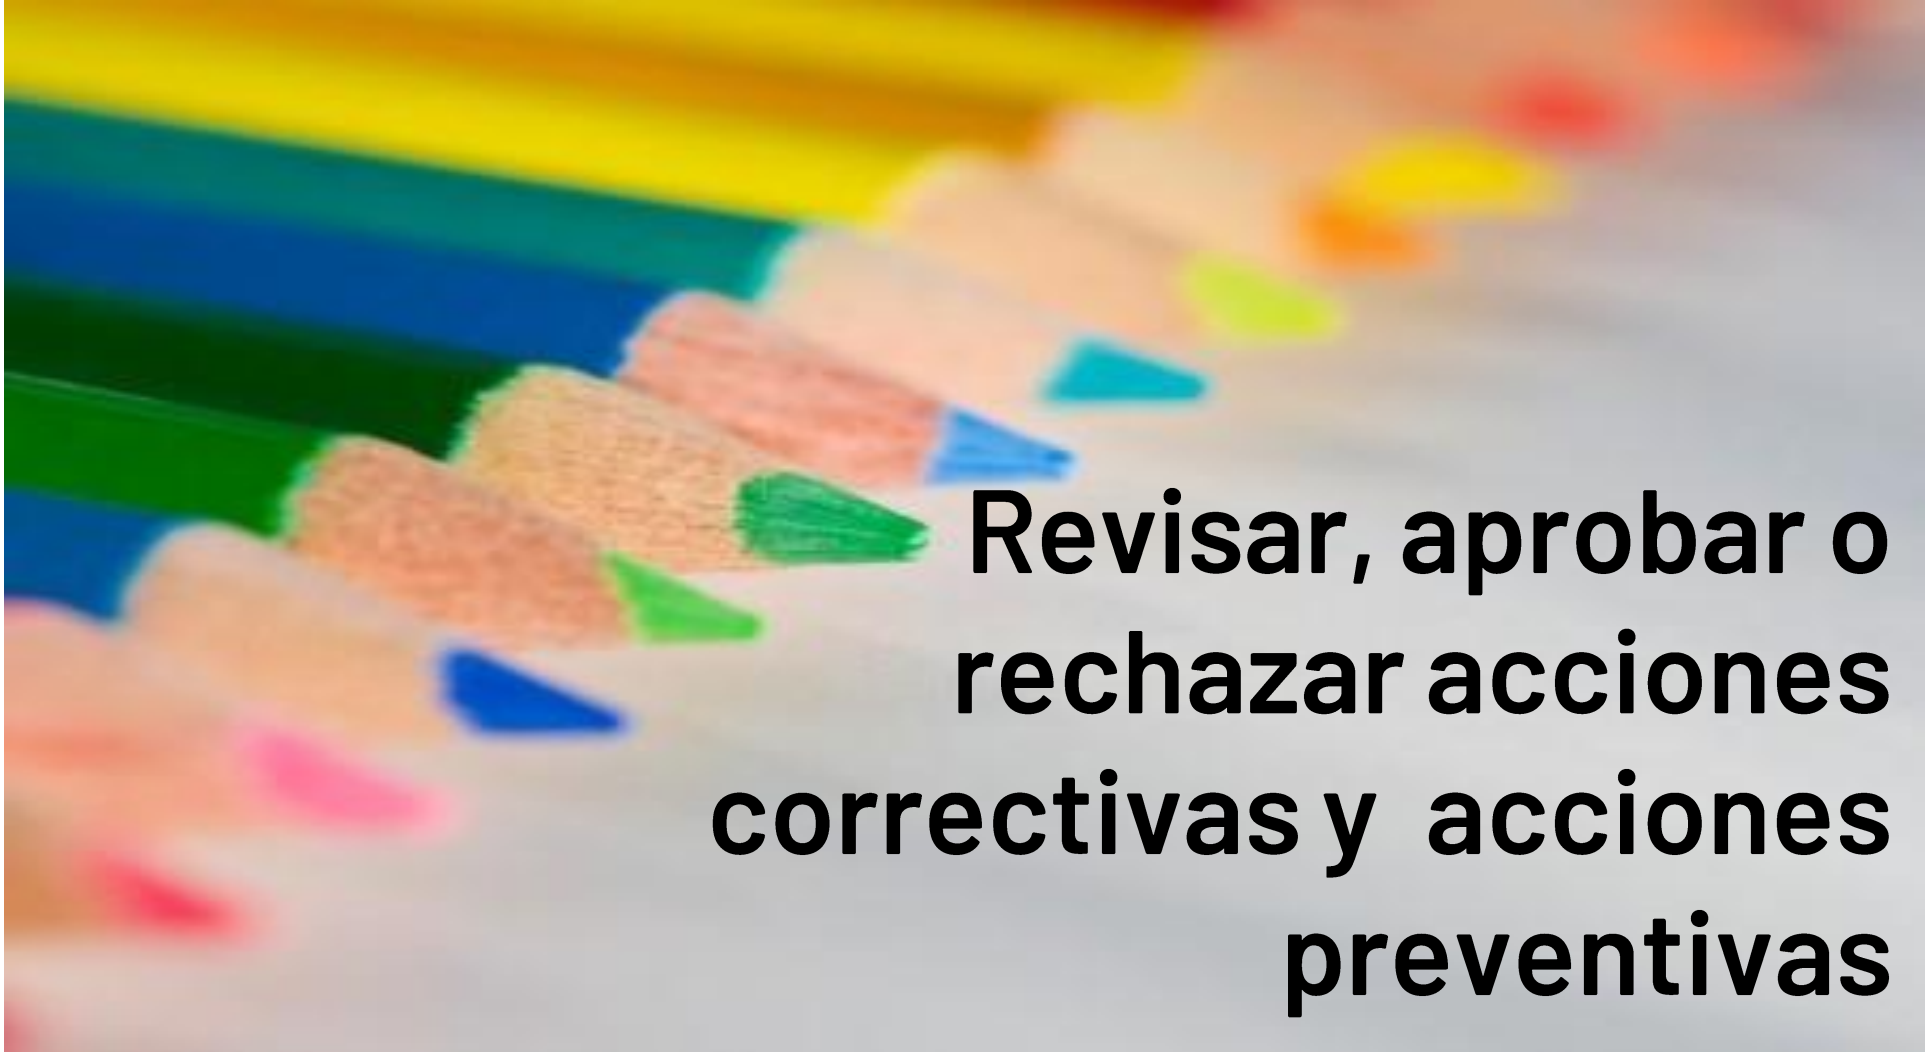 Revisar, aprobar o
rechazar acciones
correctivas y  acciones
preventivas